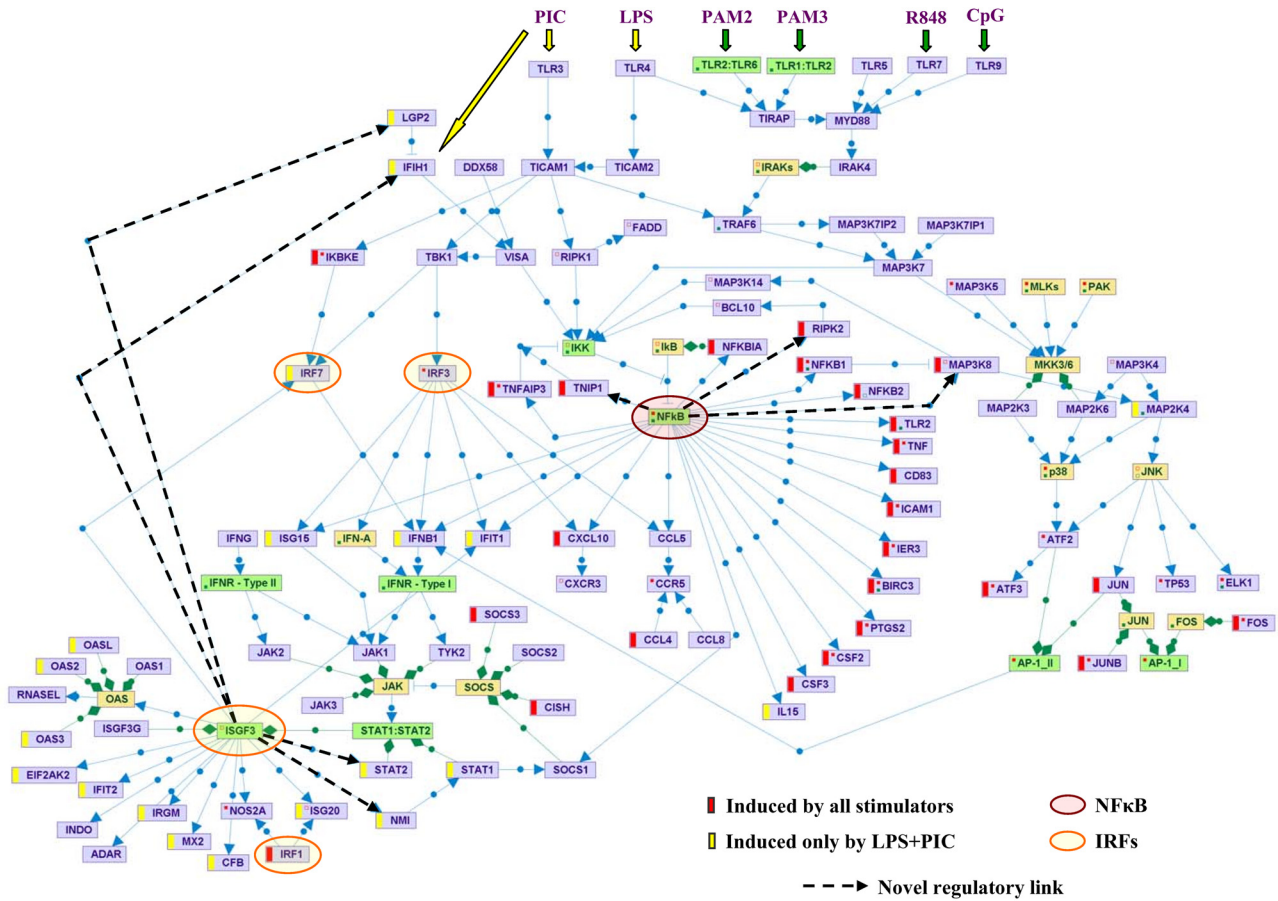 PIC LPS PAM2 PAM3 R848 CpG
TLR3 TLR4 TLR2:TLR6 TLR1:TLR2 TLR5 TLR7 TLR9
LGP2 TIRAP MYD88
IFIH1 DDX58 TICAM1 TICAM2 IRAKs IRAK4
FADD TRAF6 MAP3K7IP2 MAP3K7IP1
IKBKE TBK1 VISA RIPK1 MAP3K7
MAP3K14 MAP3K5 MLKs PAK
BCL10
RIPK2
IKK IkB NFKBIA
IRF7 IRF3 NFKB1 MAP3K8 MKK3/6 MAP3K4
TNFAIP3 TNIP1 NFKB2
NFkB MAP2K3 MAP2K6 MAP2K4
TLR2
TNF
CD83 p38 JNK
ICAM1
IFNG ISG15 IFN-A IFNB1 IFIT1 CXCL10 CCL5 IER3 ATF2
IFNR - Type II IFNR - Type I CXCR3 CCR5 BIRC3 ATF3 JUN TP53 ELK1
SOCS3 PTGS2 JUN FOS FOS
OASL JAK2 JAK1 TYK2 SOCS2 CCL4 CCL8 CSF2 AP-1_II JUNB AP-1_I
OAS2 OAS1
RNASEL OAS JAK SOCS CSF3
JAK3 CISH IL15
OAS3 ISGF3G ISGF3 STAT1:STAT2
EIF2AK2 STAT2 STAT1 SOCS1
IFIT2
IRGM NOS2A ISG20 NMI
INDO MX2
ADAR CFB IRF1
Induced by all stimulators NFκB
Induced only by LPS+PIC IRFs
Novel regulatory link